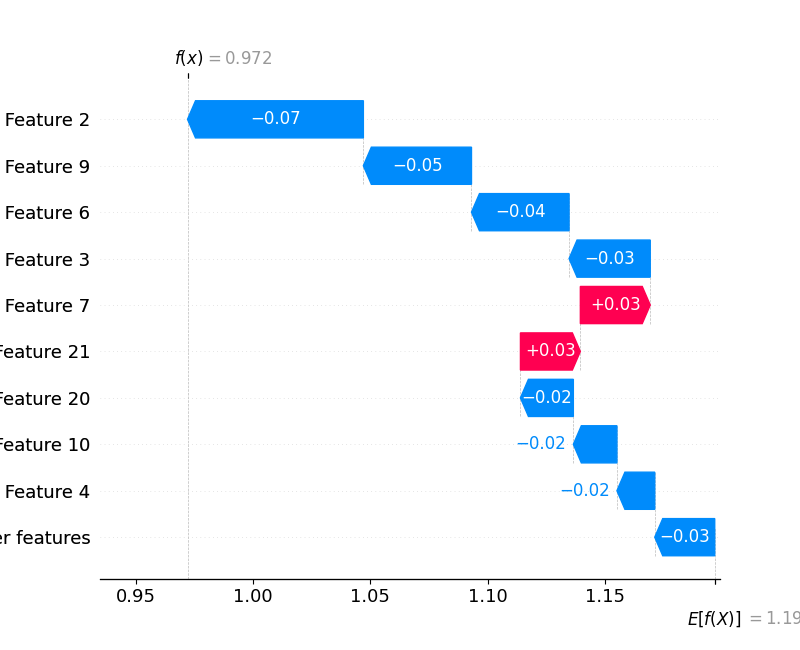 f(x) = 0.972
Feature 2 −0.07
Feature 9 −0.05
Feature 6 −0.04
Feature 3 −0.03
Feature 7 +0.03
Feature 21 +0.03
Feature 20 −0.02
Feature 10 −0.02
Feature 4 −0.02
features −0.03
0.95 1.00 1.05 1.10 1.15
E[f(X)] = 1.19